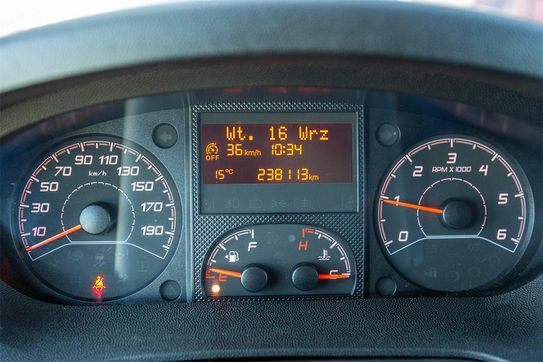 10 30 50 70 90 110 130 150 170 190
km/h
Wt. 16 Wrz
OFF 36 km/h 10:34
15°C 238113 km
F H
E C
0 1 2 3 4 5 6
RPM X 1000